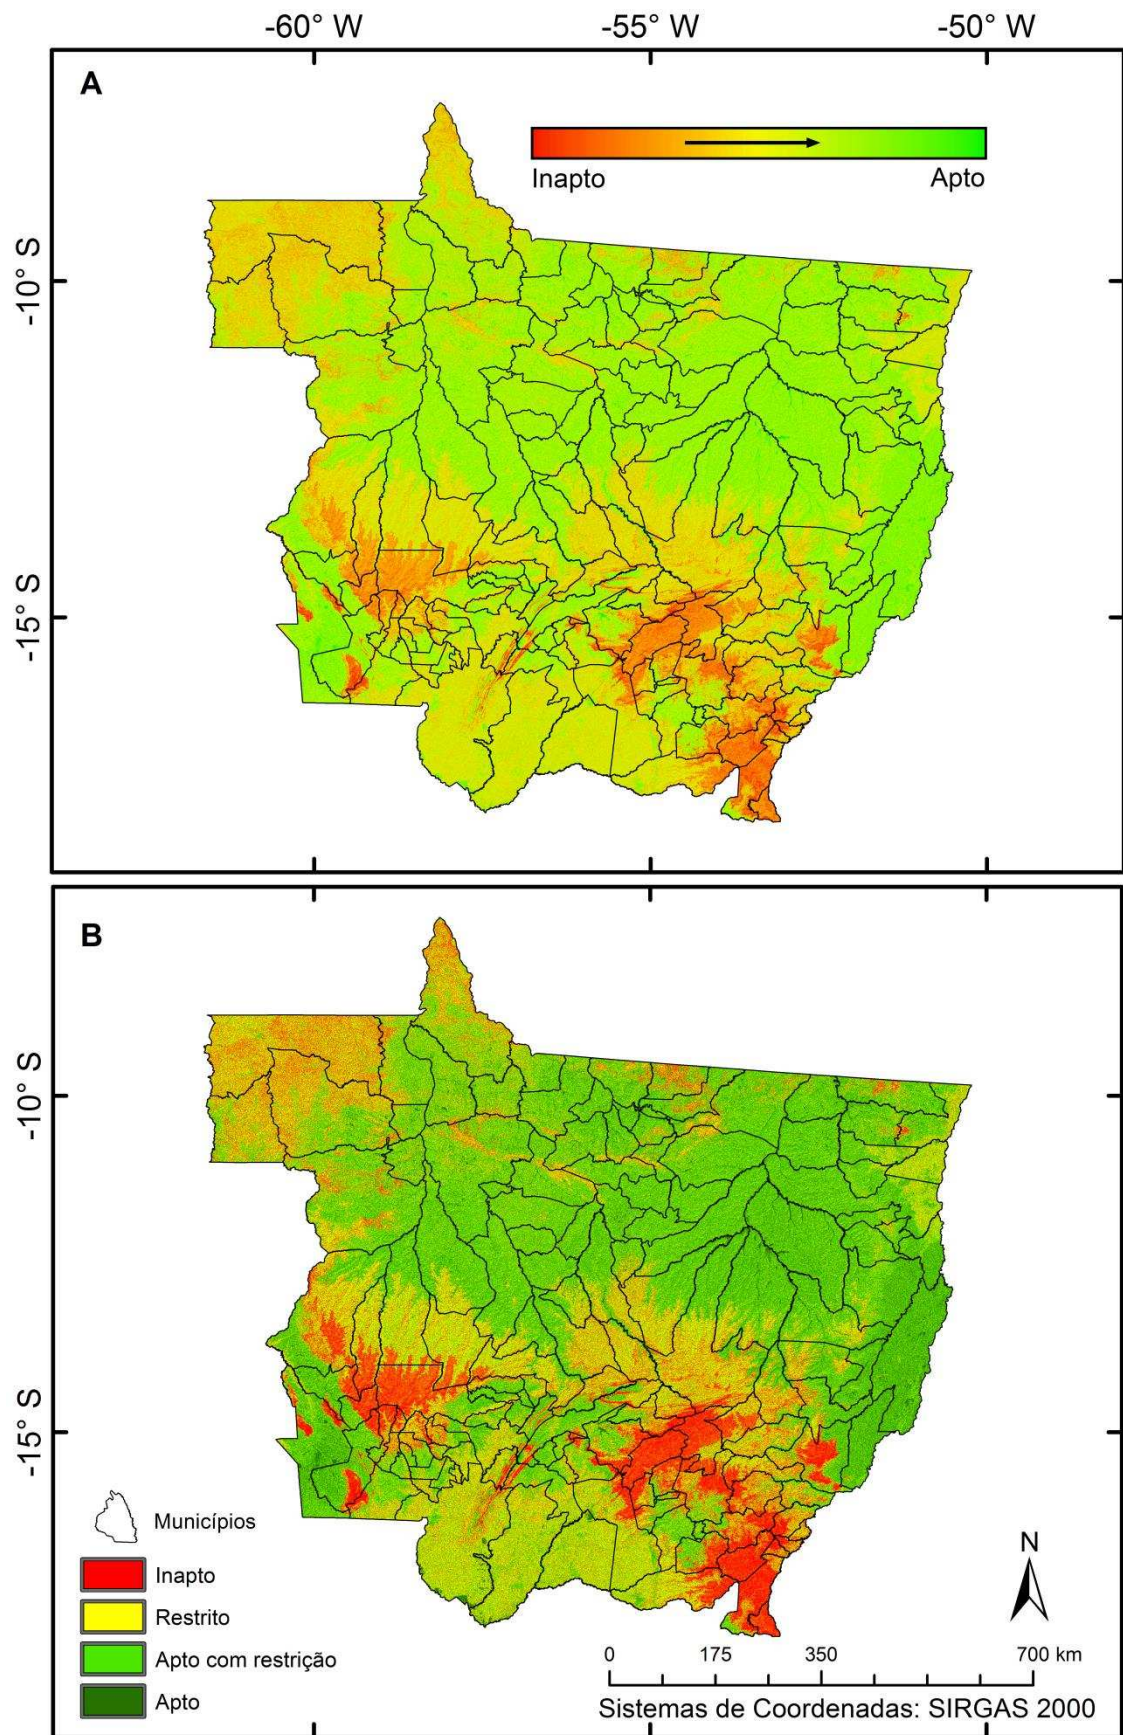 -60° W
-55° W
-50° W
A
Inapto
Apto
-10° S
-15° S
B
-10° S
-15° S
Municípios
Inapto
Restrito
Apto com restrição
Apto
N
0 175 350 700 km
Sistemas de Coordenadas: SIRGAS 2000